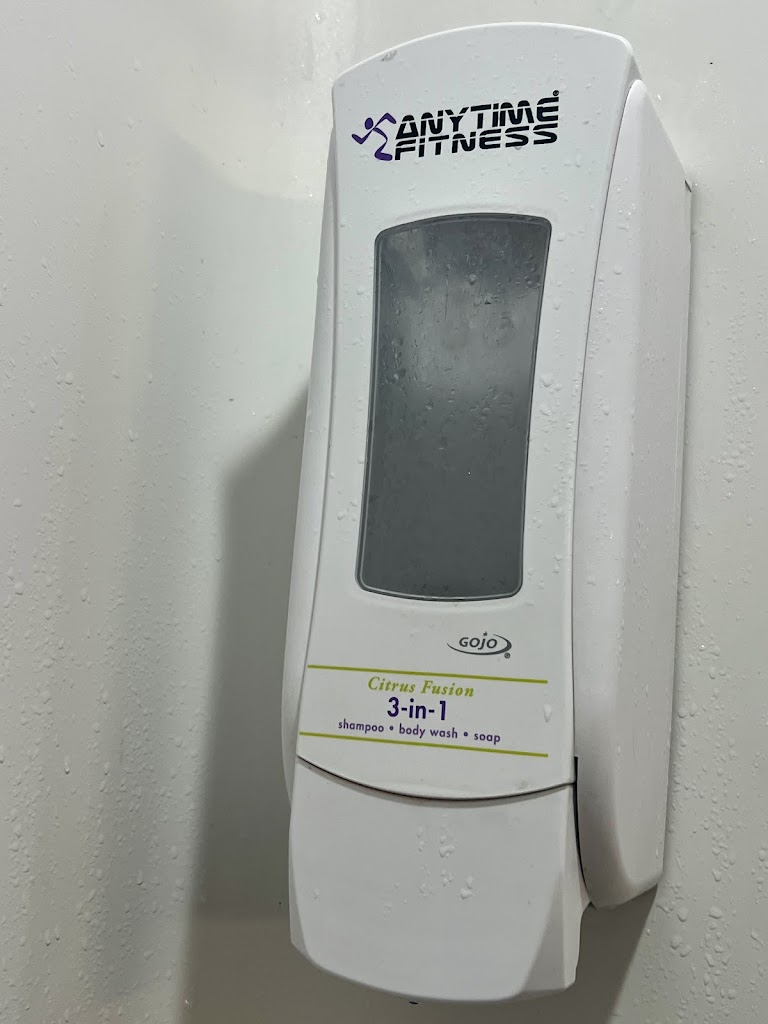 ANYTIME®
FITNESS
GOJO®
Citrus Fusion
3-in-1
shampoo • body wash • soap